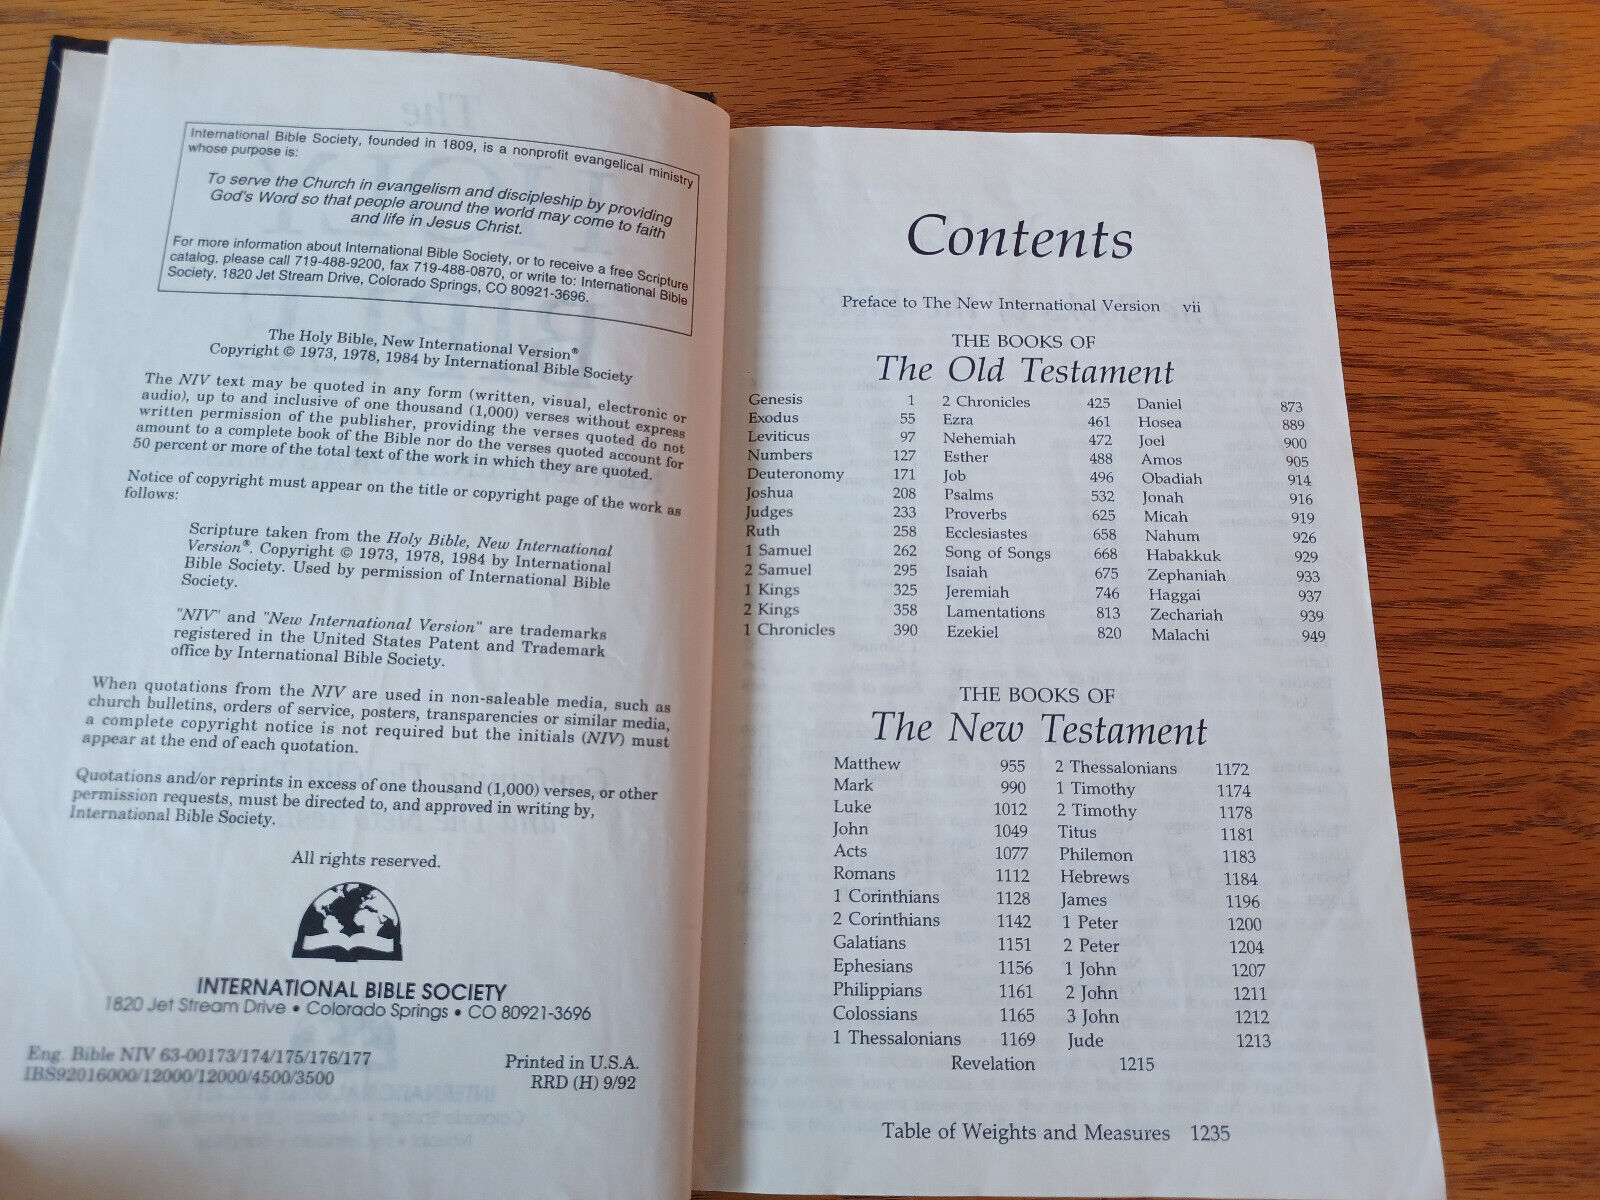 International Bible Society, founded in 1809, is a nonprofit evangelical ministry
whose purpose is:
To serve the Church in evangelism and discipleship by providing
God's Word so that people around the world may come to faith
and life in Jesus Christ.
For more information about International Bible Society, or to receive a free Scripture
catalog, please call 719-488-9200, fax 719-488-0870, or write to: International Bible
Society, 1820 Jet Stream Drive, Colorado Springs, CO 80921-3696.
The Holy Bible, New International Version®
Copyright © 1973, 1978, 1984 by International Bible Society
The NIV text may be quoted in any form (written, visual, electronic or
audio), up to and inclusive of one thousand (1,000) verses without express
written permission of the publisher, providing the verses quoted do not
amount to a complete book of the Bible nor do the verses quoted account for
50 percent or more of the total text of the work in which they are quoted.
Notice of copyright must appear on the title or copyright page of the work as
follows:
Scripture taken from the Holy Bible, New International
Version®. Copyright © 1973, 1978, 1984 by International
Bible Society. Used by permission of International Bible
Society.
"NIV" and "New International Version" are trademarks
registered in the United States Patent and Trademark
office by International Bible Society.
When quotations from the NIV are used in non-saleable media, such as
church bulletins, orders of service, posters, transparencies or similar media,
a complete copyright notice is not required but the initials (NIV) must
appear at the end of each quotation.
Quotations and/or reprints in excess of one thousand (1,000) verses, or other
permission requests, must be directed to, and approved in writing by,
International Bible Society.
All rights reserved.
INTERNATIONAL BIBLE SOCIETY
1820 Jet Stream Drive • Colorado Springs • CO 80921-3696
Eng. Bible NIV 63-00173/174/175/176/177
IBS92016000/12000/12000/4500/3500
Printed in U.S.A.
RRD (H) 9/92
Contents
Preface to The New International Version vii
THE BOOKS OF
The Old Testament
Genesis 1
Exodus 55
Leviticus 97
Numbers 127
Deuteronomy 171
Joshua 208
Judges 233
Ruth 258
1 Samuel 262
2 Samuel 295
1 Kings 325
2 Kings 358
1 Chronicles 390
2 Chronicles 425
Ezra 461
Nehemiah 472
Esther 488
Job 496
Psalms 532
Proverbs 625
Ecclesiastes 658
Song of Songs 668
Isaiah 675
Jeremiah 746
Lamentations 813
Ezekiel 820
Daniel 873
Hosea 889
Joel 900
Amos 905
Obadiah 914
Jonah 916
Micah 919
Nahum 926
Habakkuk 929
Zephaniah 933
Haggai 937
Zechariah 939
Malachi 949
THE BOOKS OF
The New Testament
Matthew 955
Mark 990
Luke 1012
John 1049
Acts 1077
Romans 1112
1 Corinthians 1128
2 Corinthians 1142
Galatians 1151
Ephesians 1156
Philippians 1161
Colossians 1165
1 Thessalonians 1169
2 Thessalonians 1172
1 Timothy 1174
2 Timothy 1178
Titus 1181
Philemon 1183
Hebrews 1184
James 1196
1 Peter 1200
2 Peter 1204
1 John 1207
2 John 1211
3 John 1212
Jude 1213
Revelation 1215
Table of Weights and Measures 1235